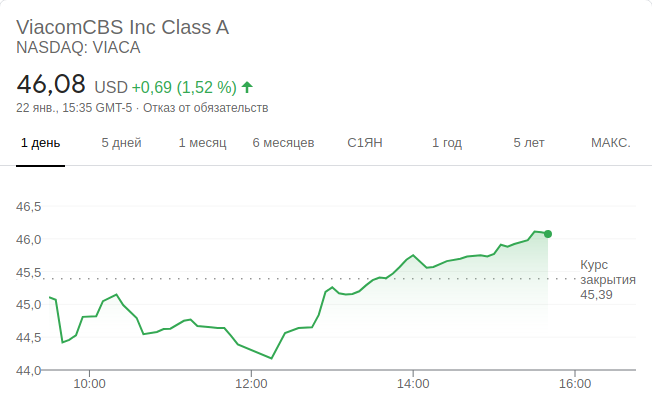 ViacomCBS Inc Class A
NASDAQ: VIACA
46,08 USD +0,69 (1,52 %)
22 янв., 15:35 GMT-5 · Отказ от обязательств
1 день 5 дней 1 месяц 6 месяцев С1ЯН 1 год 5 лет МАКС.
46,5
46,0
45,5
45,0
44,5
44,0
Курс
закрытия
45,39
10:00 12:00 14:00 16:00